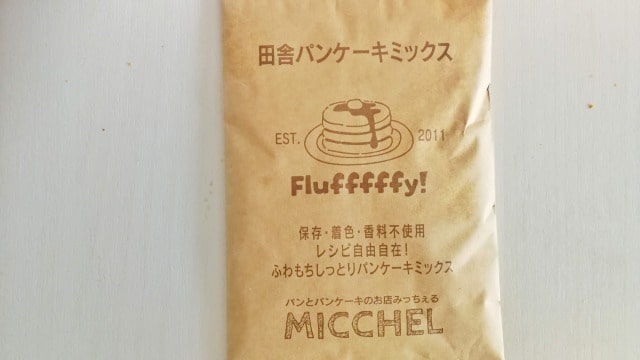 田舎パンケーキミックス
EST. 2011
Fluffffffy!
保存・着色・香料不使用
レシピ自由自在!
ふわもちしっとりパンケーキミックス
パンとパンケーキのお店みっちぇる
MICCHEL